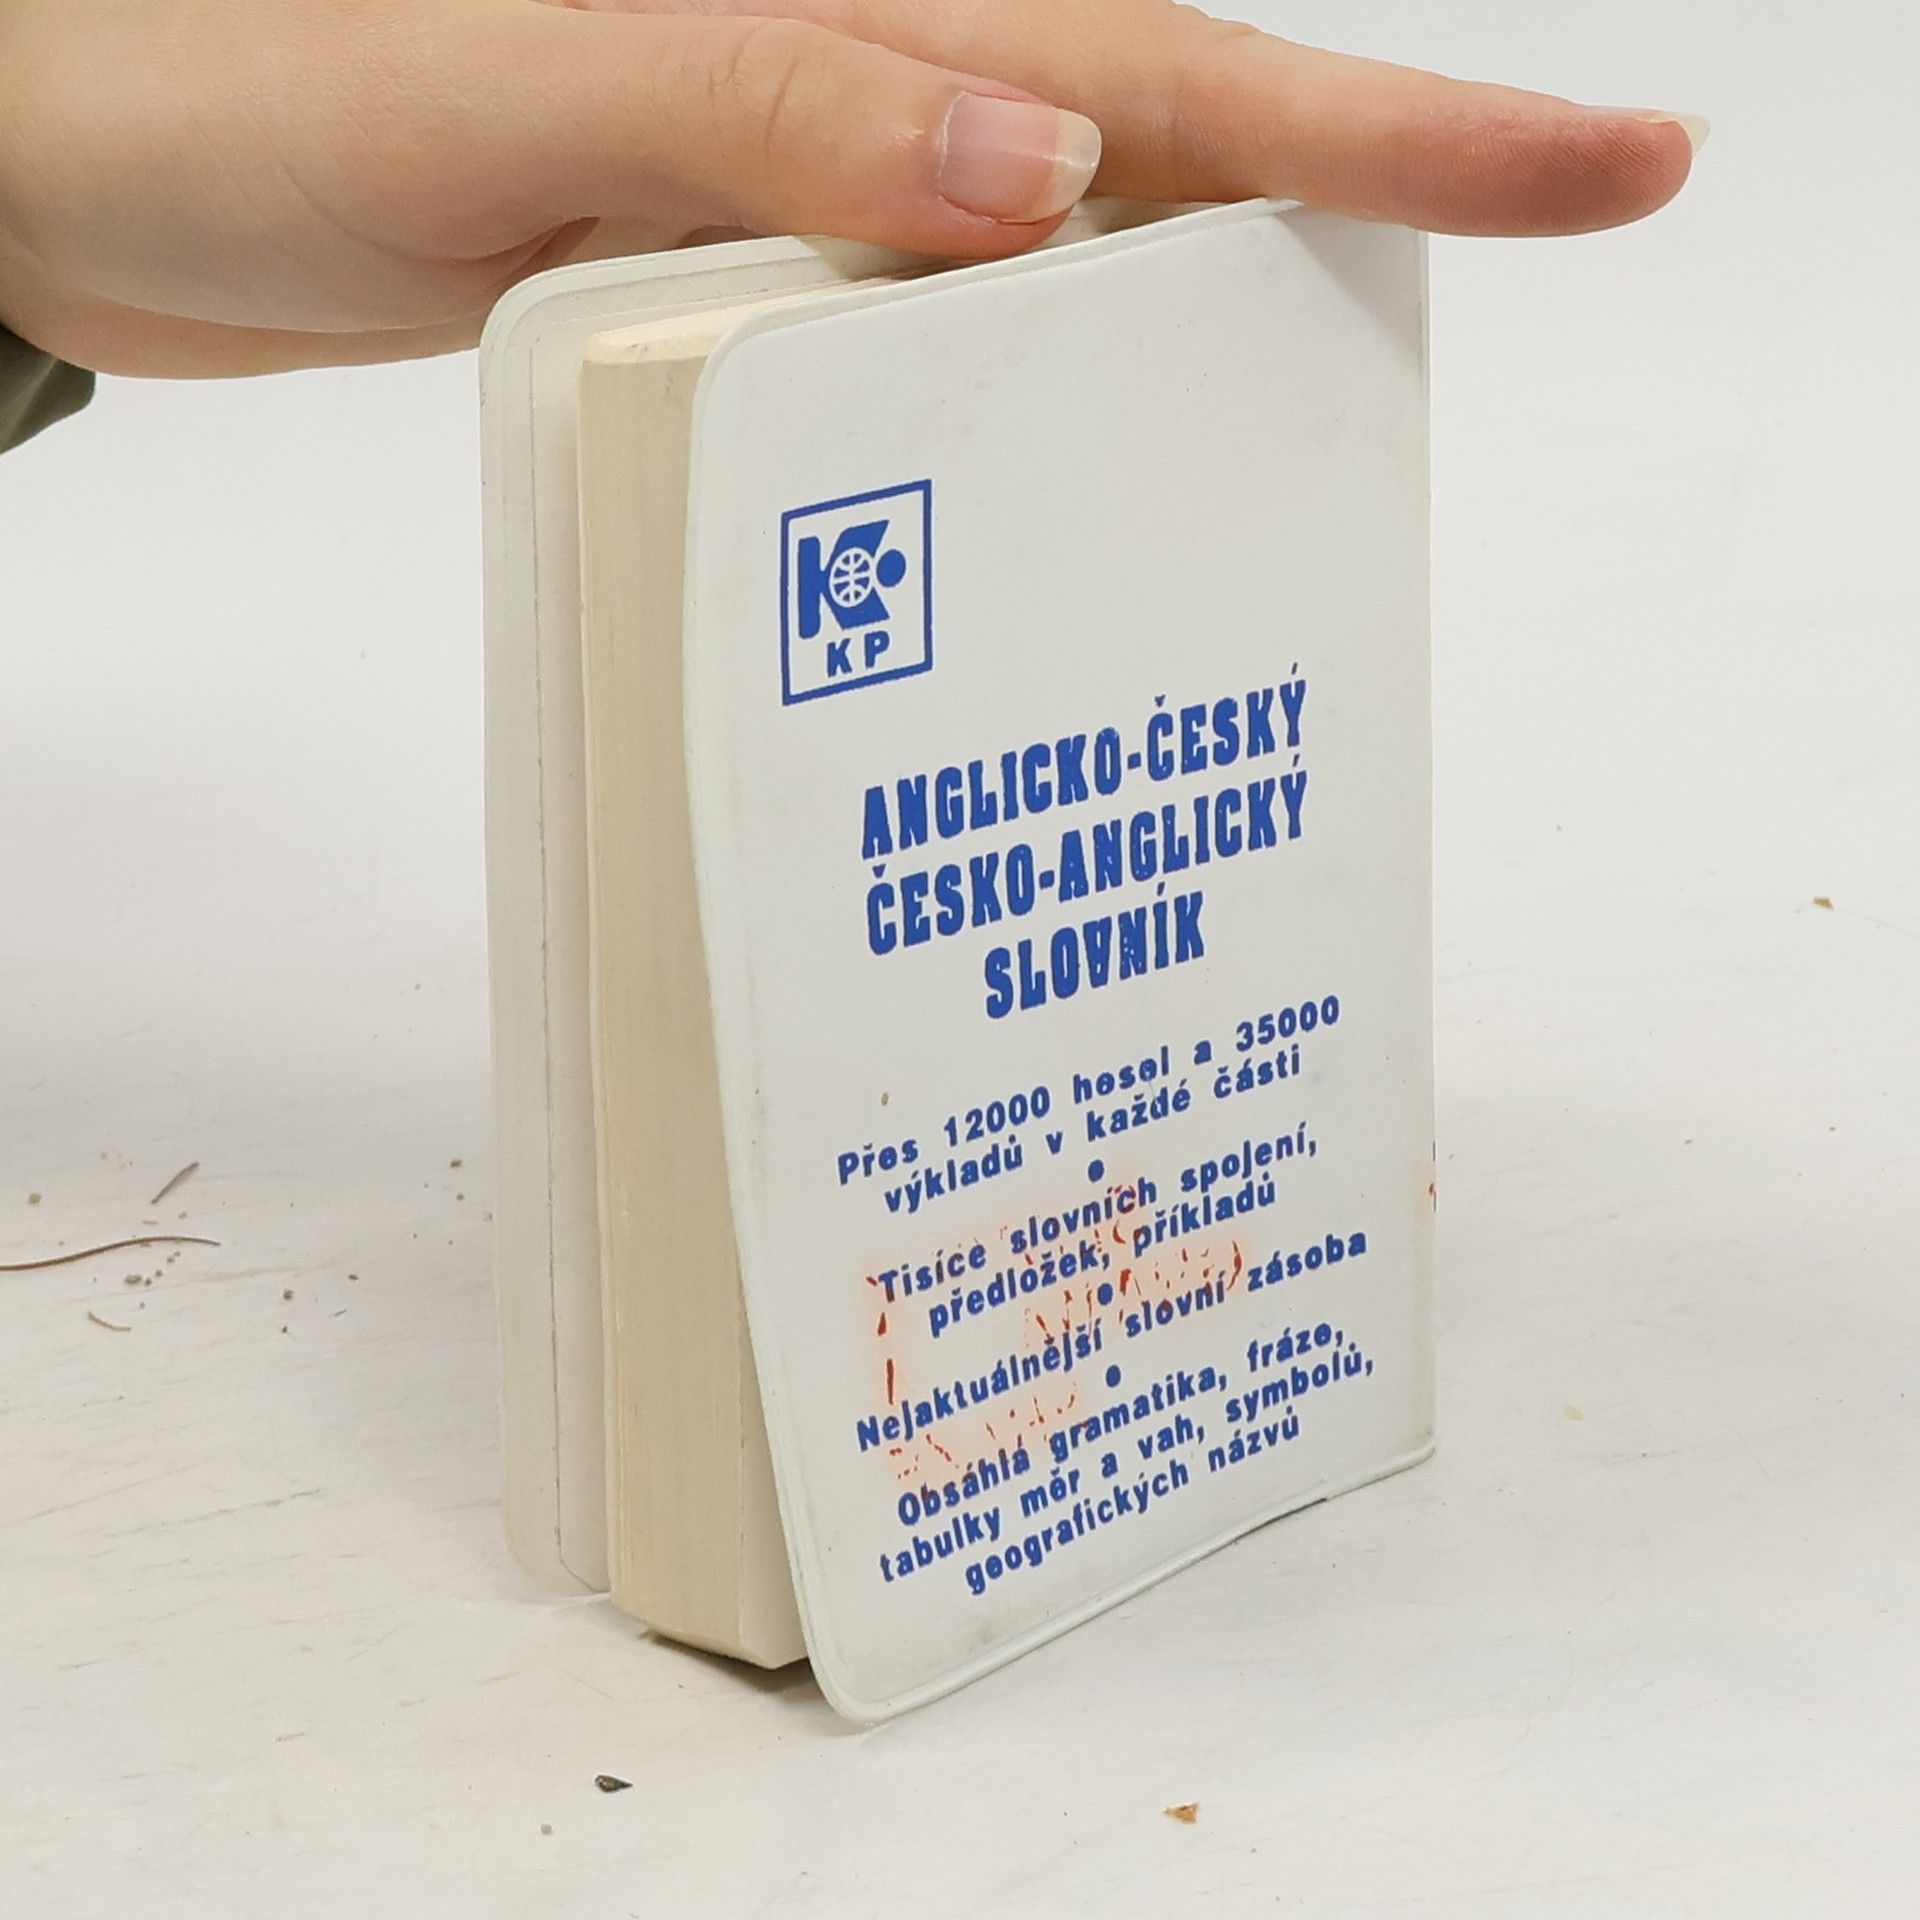 K
KP
ANGLICKO-ČESKÝ
ČESKO-ANGLICKÝ
SLOVNÍK
Přes 12000 hesel a 35000
výkladů v každé části
•
Tisíce slovních spojení,
předložek, příkladů
•
Nejaktuálnější slovní zásoba
•
Obsáhlá gramatika, fráze,
tabulky měr a vah, symbolů,
geografických názvů